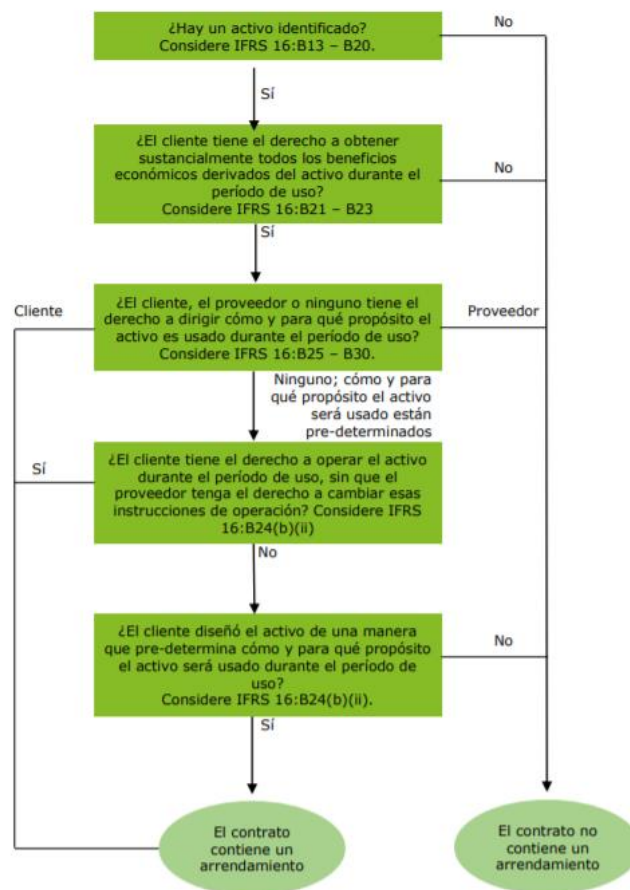 ¿Hay un activo identificado?
Considere IFRS 16:B13 – B20.
No
Sí
¿El cliente tiene el derecho a obtener
sustancialmente todos los beneficios
económicos derivados del activo durante el
período de uso?
Considere IFRS 16:B21 – B23
No
Sí
Cliente
¿El cliente, el proveedor o ninguno tiene el
derecho a dirigir cómo y para qué propósito el
activo es usado durante el período de uso?
Considere IFRS 16:B25 – B30.
Proveedor
Ninguno; cómo y para
qué propósito el activo
será usado están
pre-determinados
Sí
¿El cliente tiene el derecho a operar el activo
durante el período de uso, sin que el
proveedor tenga el derecho a cambiar esas
instrucciones de operación? Considere IFRS
16:B24(b)(ii)
No
¿El cliente diseñó el activo de una manera
que pre-determina cómo y para qué propósito
el activo será usado durante el período de
uso?
Considere IFRS 16:B24(b)(ii).
No
Sí
El contrato
contiene un
arrendamiento
El contrato no
contiene un
arrendamiento